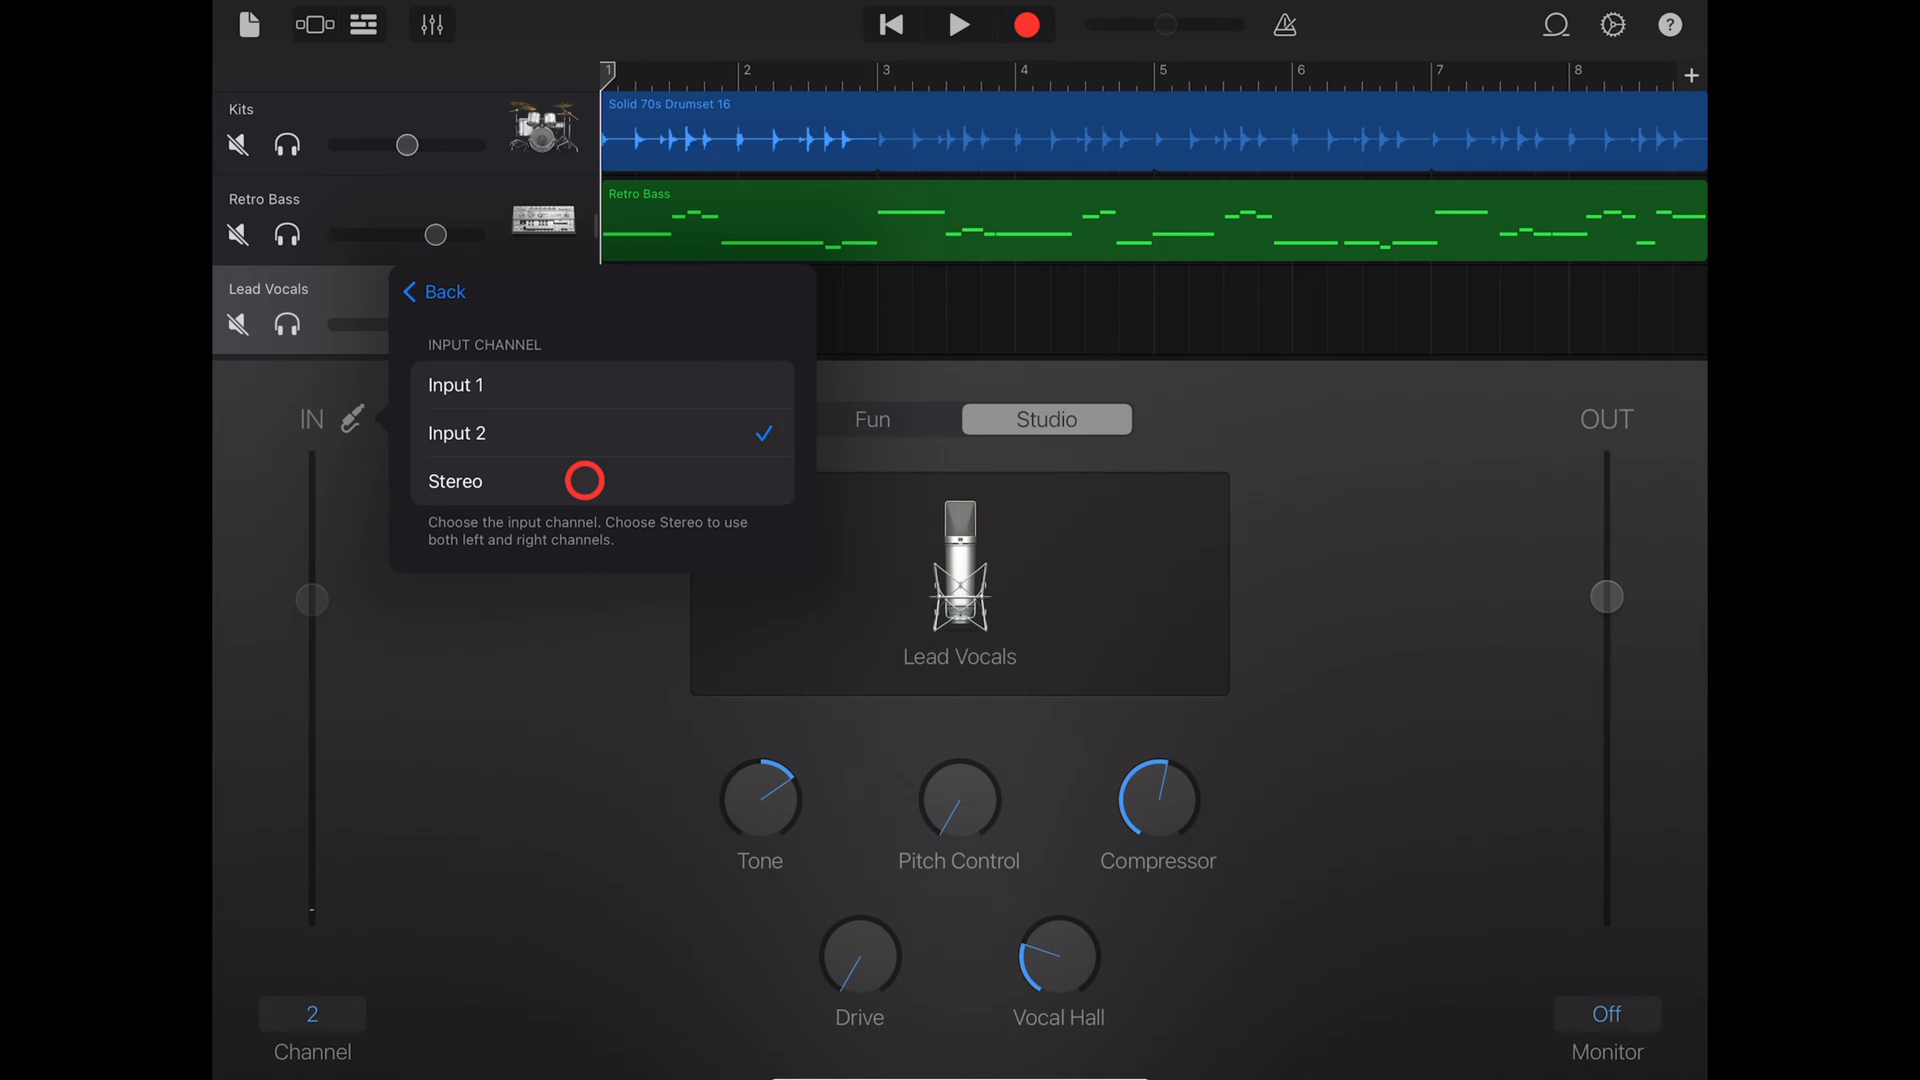 ?
1 2 3 4 5 6 7 8 +
Kits
Solid 70s Drumset 16
Retro Bass
Retro Bass
Lead Vocals
Back
INPUT CHANNEL
Input 1
Input 2
Stereo
Choose the input channel. Choose Stereo to use
both left and right channels.
IN
Fun
Studio
OUT
Lead Vocals
Tone
Pitch Control
Compressor
Drive
Vocal Hall
2
Channel
Off
Monitor